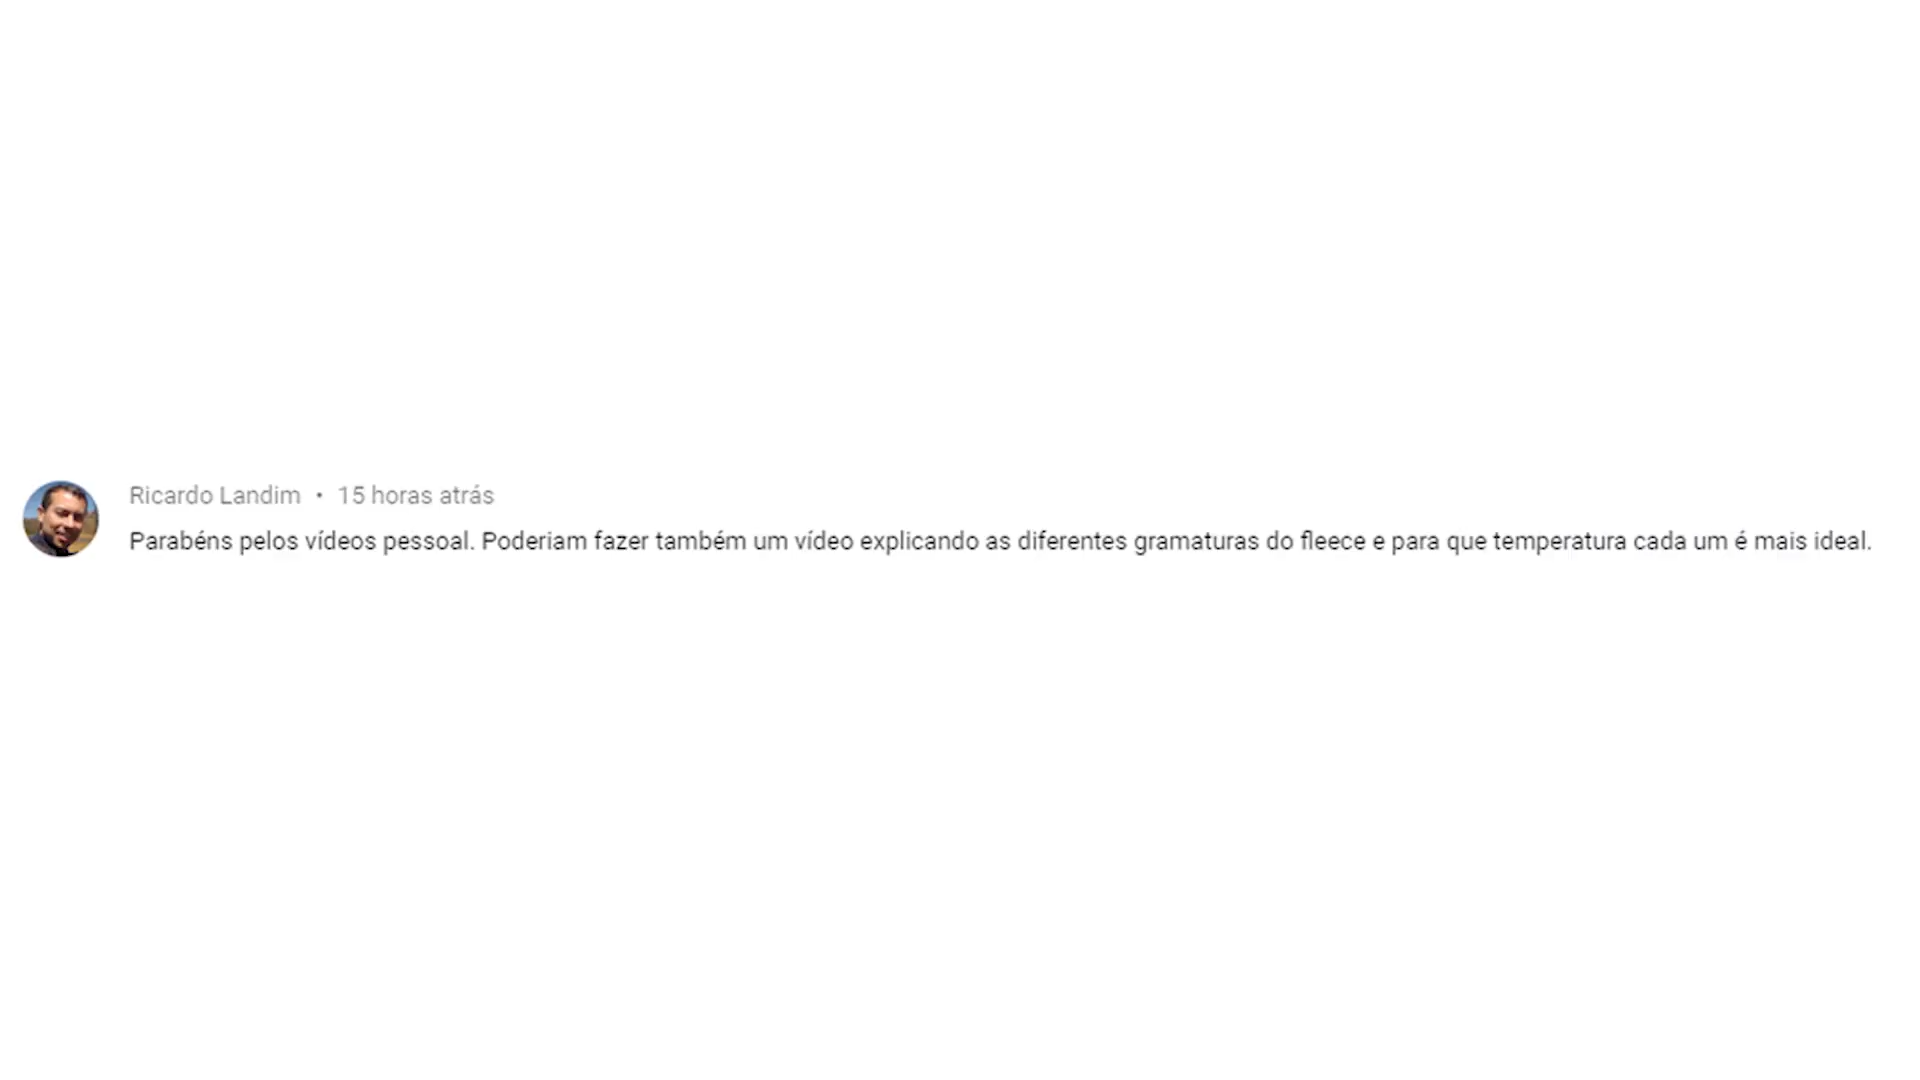 Ricardo Landim • 15 horas atrás
Parabéns pelos vídeos pessoal. Poderiam fazer também um vídeo explicando as diferentes gramaturas do fleece e para que temperatura cada um é mais ideal.